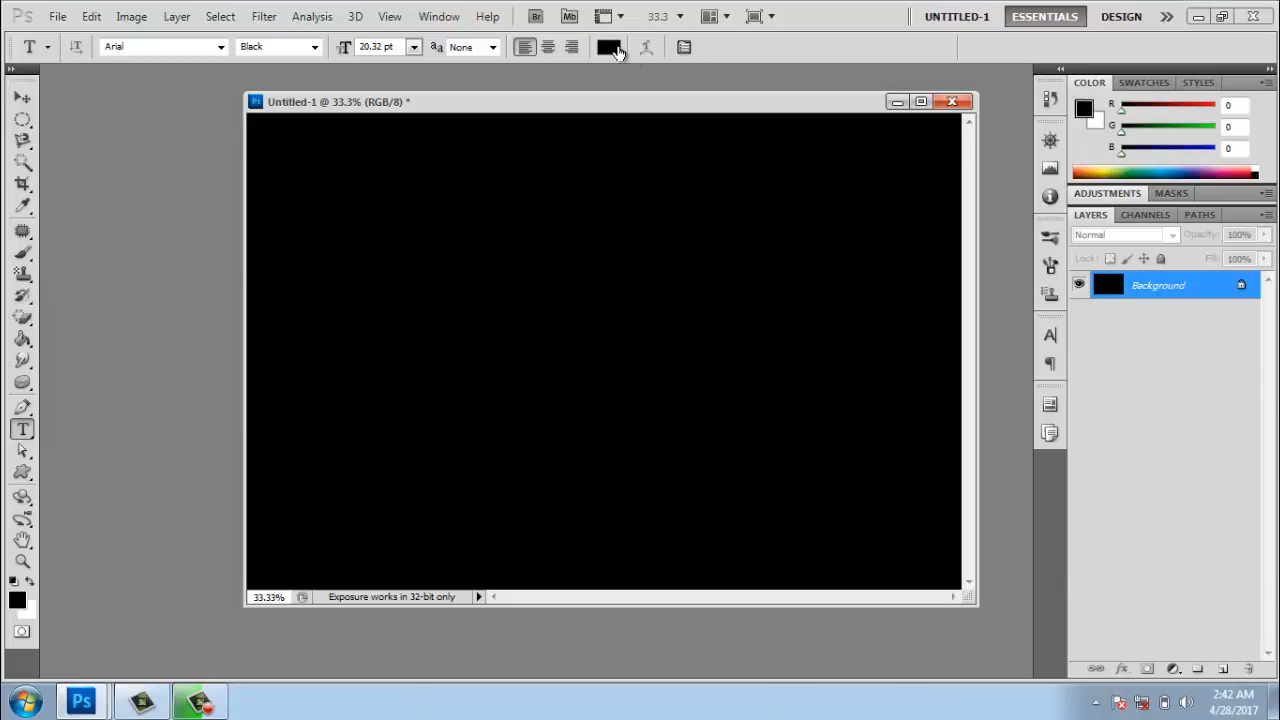 Ps File Edit Image Layer Select Filter Analysis 3D View Window Help Br Mb 33.3 UNTITLED-1 ESSENTIALS DESIGN
T Arial Black T 20.32 pt aa None
Untitled-1 @ 33.3% (RGB/8) *
COLOR SWATCHES STYLES
R 0
G 0
B 0
ADJUSTMENTS MASKS
LAYERS CHANNELS PATHS
Normal Opacity: 100%
Lock: Fill: 100%
Background
A
T
33.33% Exposure works in 32-bit only
fx
Ps 2:42 AM
4/28/2017